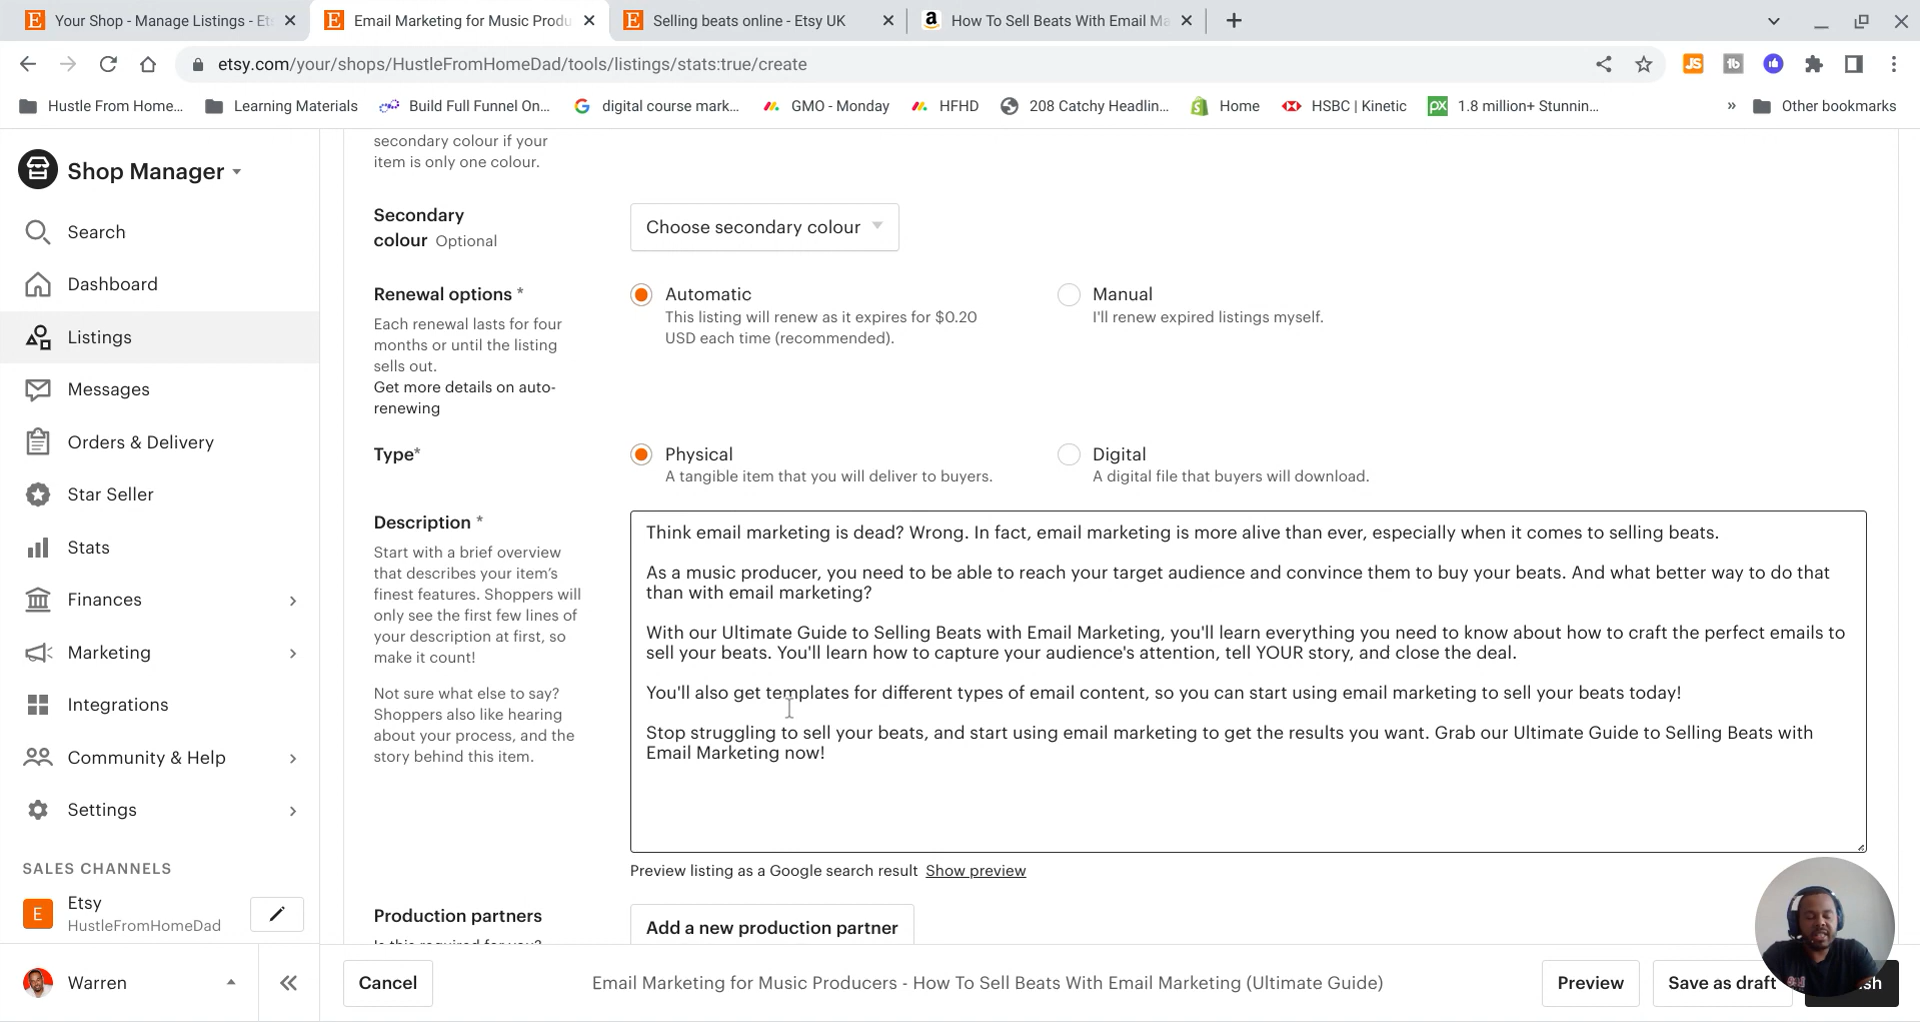 Your Shop - Manage Listings - Ets
Email Marketing for Music Produ
Selling beats online - Etsy UK
How To Sell Beats With Email Ma
etsy.com/your/shops/HustleFromHomeDad/tools/listings/stats:true/create
Hustle From Home...
Learning Materials
Build Full Funnel On...
digital course mark...
GMO - Monday
HFHD
208 Catchy Headlin...
Home
HSBC | Kinetic
1.8 million+ Stunnin...
»
Other bookmarks
Shop Manager
Search
Dashboard
Listings
Messages
Orders & Delivery
Star Seller
Stats
Finances
Marketing
Integrations
Community & Help
Settings
SALES CHANNELS
Etsy
HustleFromHomeDad
Warren
secondary colour if your
item is only one colour.
Secondary
colour Optional
Choose secondary colour
Renewal options *
Each renewal lasts for four
months or until the listing
sells out.
Get more details on auto-
renewing
Automatic
This listing will renew as it expires for $0.20
USD each time (recommended).
Manual
I'll renew expired listings myself.
Type*
Physical
A tangible item that you will deliver to buyers.
Digital
A digital file that buyers will download.
Description *
Start with a brief overview
that describes your item's
finest features. Shoppers will
only see the first few lines of
your description at first, so
make it count!
Not sure what else to say?
Shoppers also like hearing
about your process, and the
story behind this item.
Think email marketing is dead? Wrong. In fact, email marketing is more alive than ever, especially when it comes to selling beats.
As a music producer, you need to be able to reach your target audience and convince them to buy your beats. And what better way to do that
than with email marketing?
With our Ultimate Guide to Selling Beats with Email Marketing, you'll learn everything you need to know about how to craft the perfect emails to
sell your beats. You'll learn how to capture your audience's attention, tell YOUR story, and close the deal.
You'll also get templates for different types of email content, so you can start using email marketing to sell your beats today!
Stop struggling to sell your beats, and start using email marketing to get the results you want. Grab our Ultimate Guide to Selling Beats with
Email Marketing now!
Preview listing as a Google search result Show preview
Production partners
Add a new production partner
Cancel
Email Marketing for Music Producers - How To Sell Beats With Email Marketing (Ultimate Guide)
Preview
Save as draft
sh